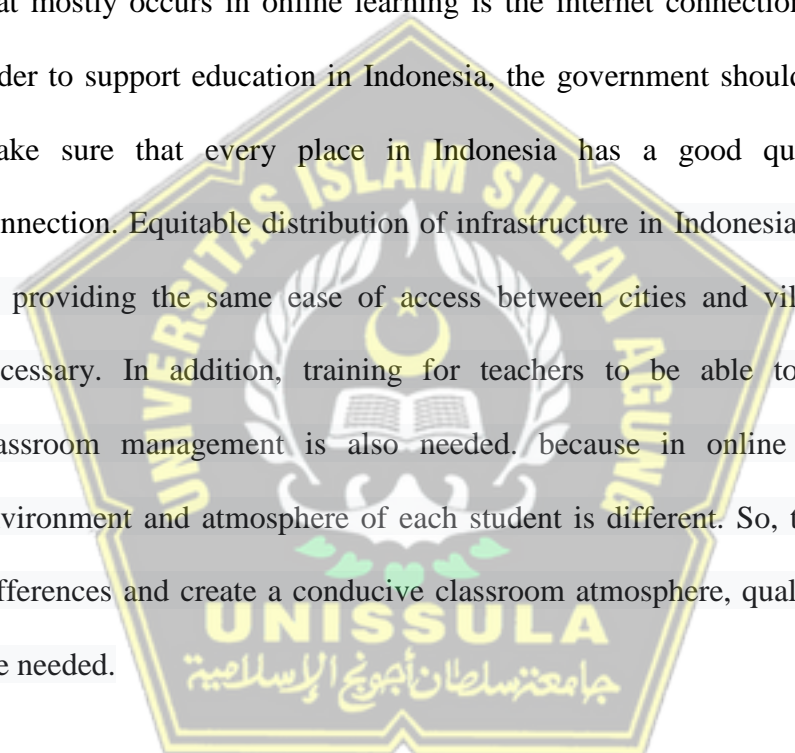 at mostly occurs in online learning is the internet connection
der to support education in Indonesia, the government should
ake sure that every place in Indonesia has a good qu
nnection. Equitable distribution of infrastructure in Indonesia
providing the same ease of access between cities and vil
cessary. In addition, training for teachers to be able to
assroom management is also needed. because in online
vironment and atmosphere of each student is different. So, t
fferences and create a conducive classroom atmosphere, qual
e needed.
UNIVERSITAS ISLAM SULTAN AGUNG
UNISSULA
جامعتنسلطان أجونج الإسلامية